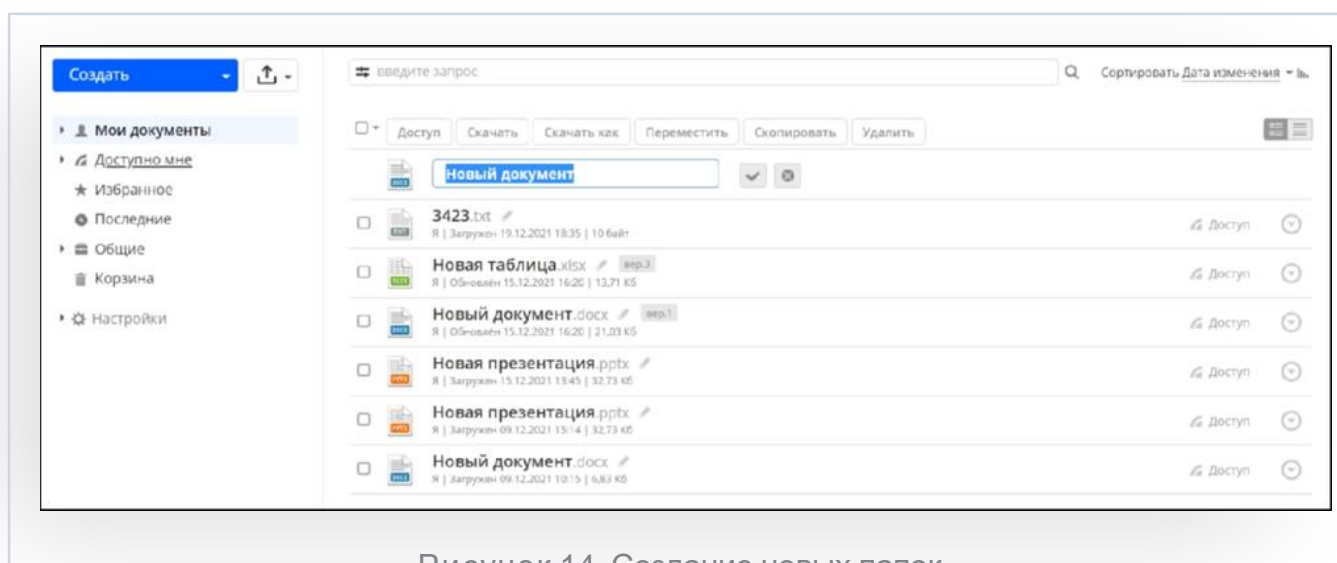 Создать
введите запрос
Сортировать Дата изменения
Мои документы
Доступно мне
Избранное
Последние
Общие
Корзина
Настройки
Доступ Скачать Скачать как Переместить Скопировать Удалить
Новый документ
3423.txt
Я | Загружен 19.12.2021 18:35 | 10 байт
Доступ
Новая таблица.xlsx вер.3
Я | Обновлён 15.12.2021 16:20 | 13,71 Кб
Доступ
Новый документ.docx вер.1
Я | Обновлён 15.12.2021 16:20 | 21,03 Кб
Доступ
Новая презентация.pptx
Я | Загружен 15.12.2021 13:45 | 32,73 Кб
Доступ
Новая презентация.pptx
Я | Загружен 09.12.2021 15:14 | 32,73 Кб
Доступ
Новый документ.docx
Я | Загружен 09.12.2021 10:15 | 6,83 Кб
Доступ
Рисунок 14. Создание новых папок